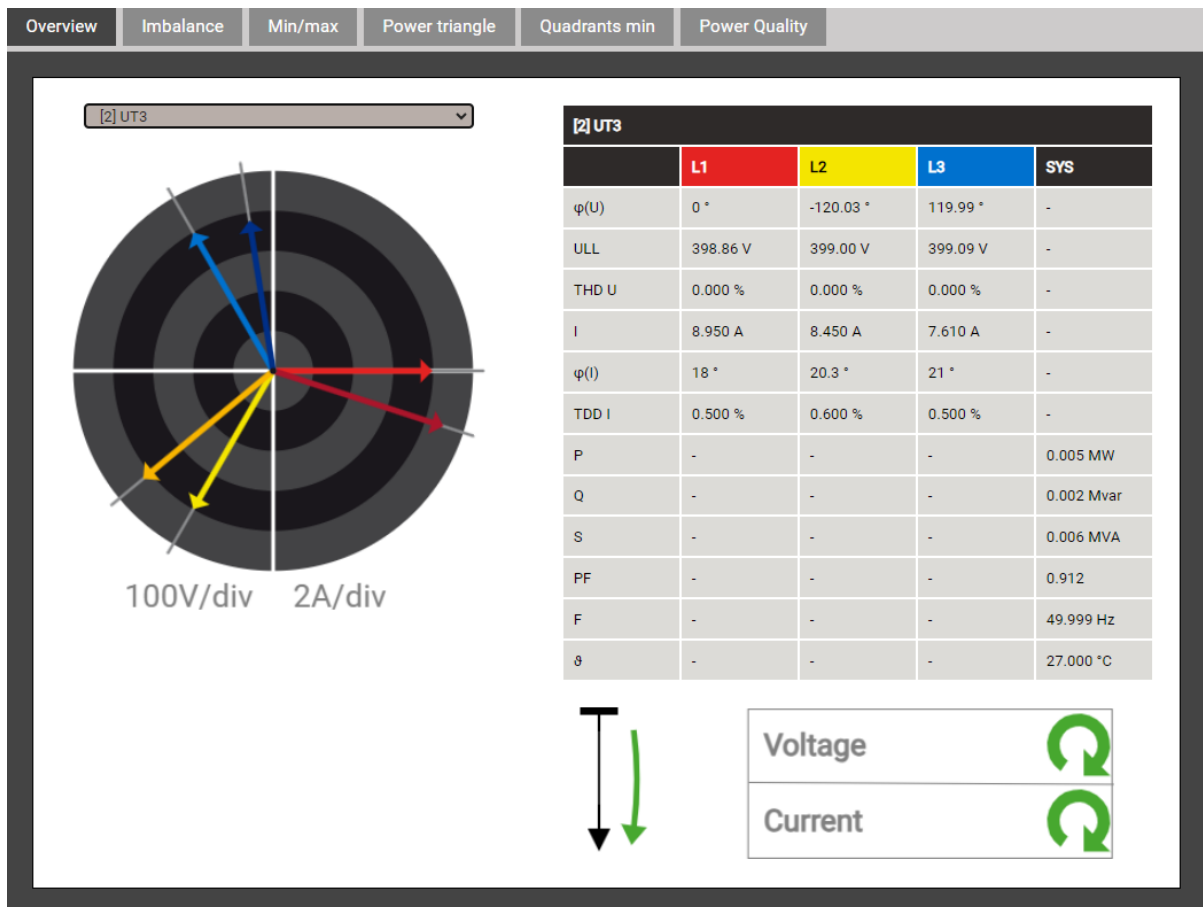 Overview Imbalance Min/max Power triangle Quadrants min Power Quality
[2] UT3
100V/div 2A/div
[2] UT3
L1 L2 L3 SYS
φ(U) 0 ° -120.03 ° 119.99 ° -
ULL 398.86 V 399.00 V 399.09 V -
THD U 0.000 % 0.000 % 0.000 % -
I 8.950 A 8.450 A 7.610 A -
φ(I) 18 ° 20.3 ° 21 ° -
TDD I 0.500 % 0.600 % 0.500 % -
P - - - 0.005 MW
Q - - - 0.002 Mvar
S - - - 0.006 MVA
PF - - - 0.912
F - - - 49.999 Hz
ϑ - - - 27.000 °C
Voltage
Current